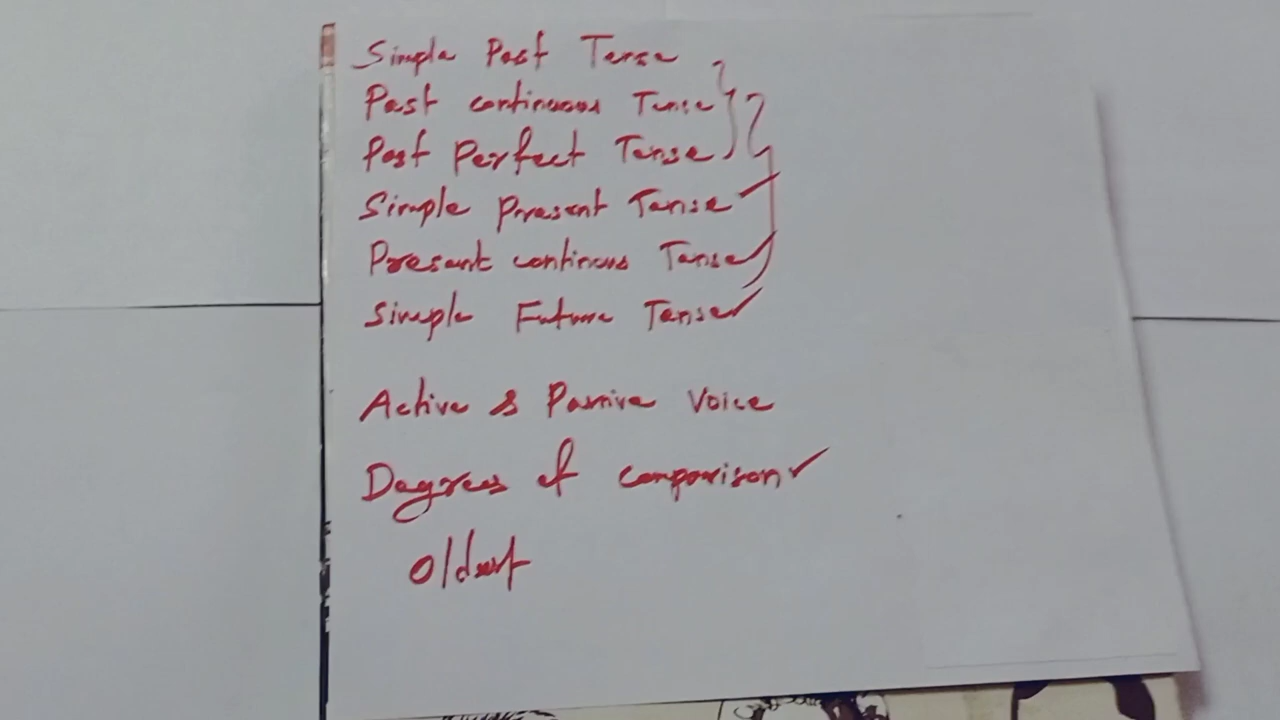 Simple Past Tense
Past continuous Tense
Past Perfect Tense
Simple Present Tense
Present continous Tense
Simple Future Tense
Active & Passive Voice
Degrees of comparison
Oldest